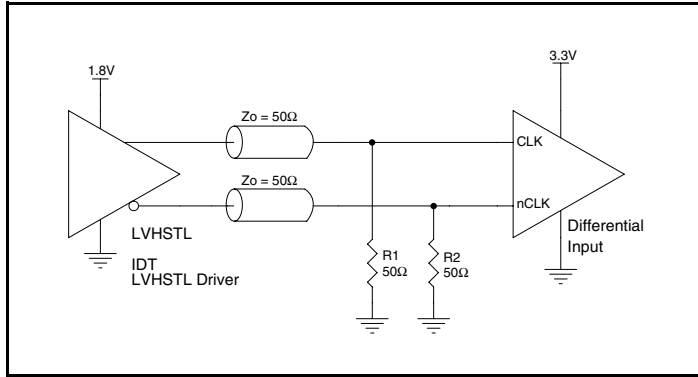 1.8V
3.3V
Zo = 50Ω
CLK
Zo = 50Ω
nCLK
LVHSTL
IDT
LVHSTL Driver
R1
50Ω
R2
50Ω
Differential
Input